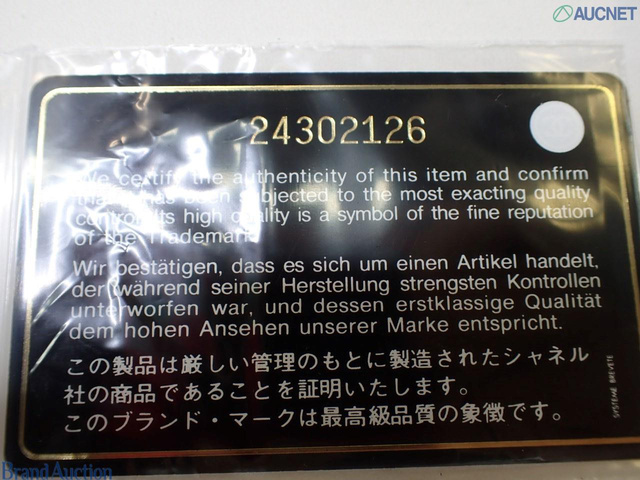 AUCNET
24302126
We certify the authenticity of this item and confirm
that it has been subjected to the most exacting quality
control. Its high quality is a symbol of the fine reputation
of the Trademark.
Wir bestätigen, dass es sich um einen Artikel handelt,
der während seiner Herstellung strengsten Kontrollen
unterworfen war, und dessen erstklassige Qualität
dem hohen Ansehen unserer Marke entspricht.
この製品は厳しい管理のもとに製造されたシャネル
社の商品であることを証明いたします。
このブランド・マークは最高級品質の象徴です。
SYSTEME BREVETE
Brand Auction